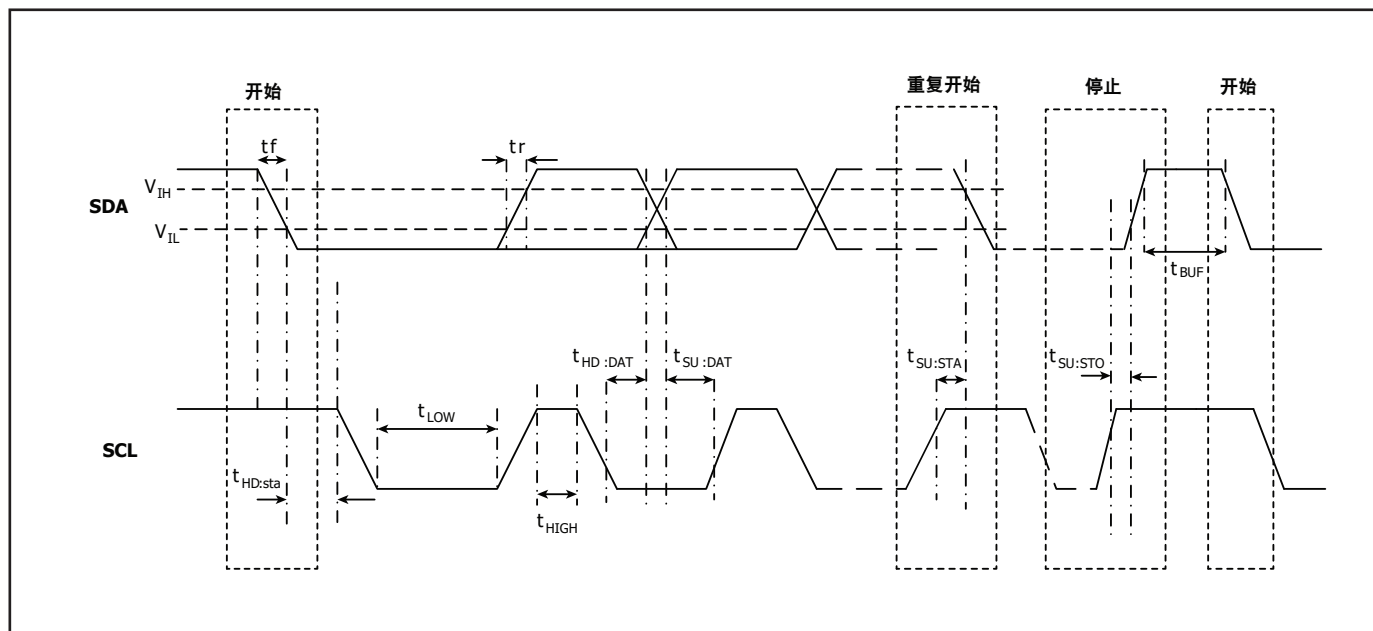 开始
重复开始
停止
开始
tf
tr
V_IH
SDA
V_IL
t_BUF
t_HD :DAT
t_SU :DAT
t_SU:STA
t_SU:STO
t_LOW
SCL
t_HD:sta
t_HIGH